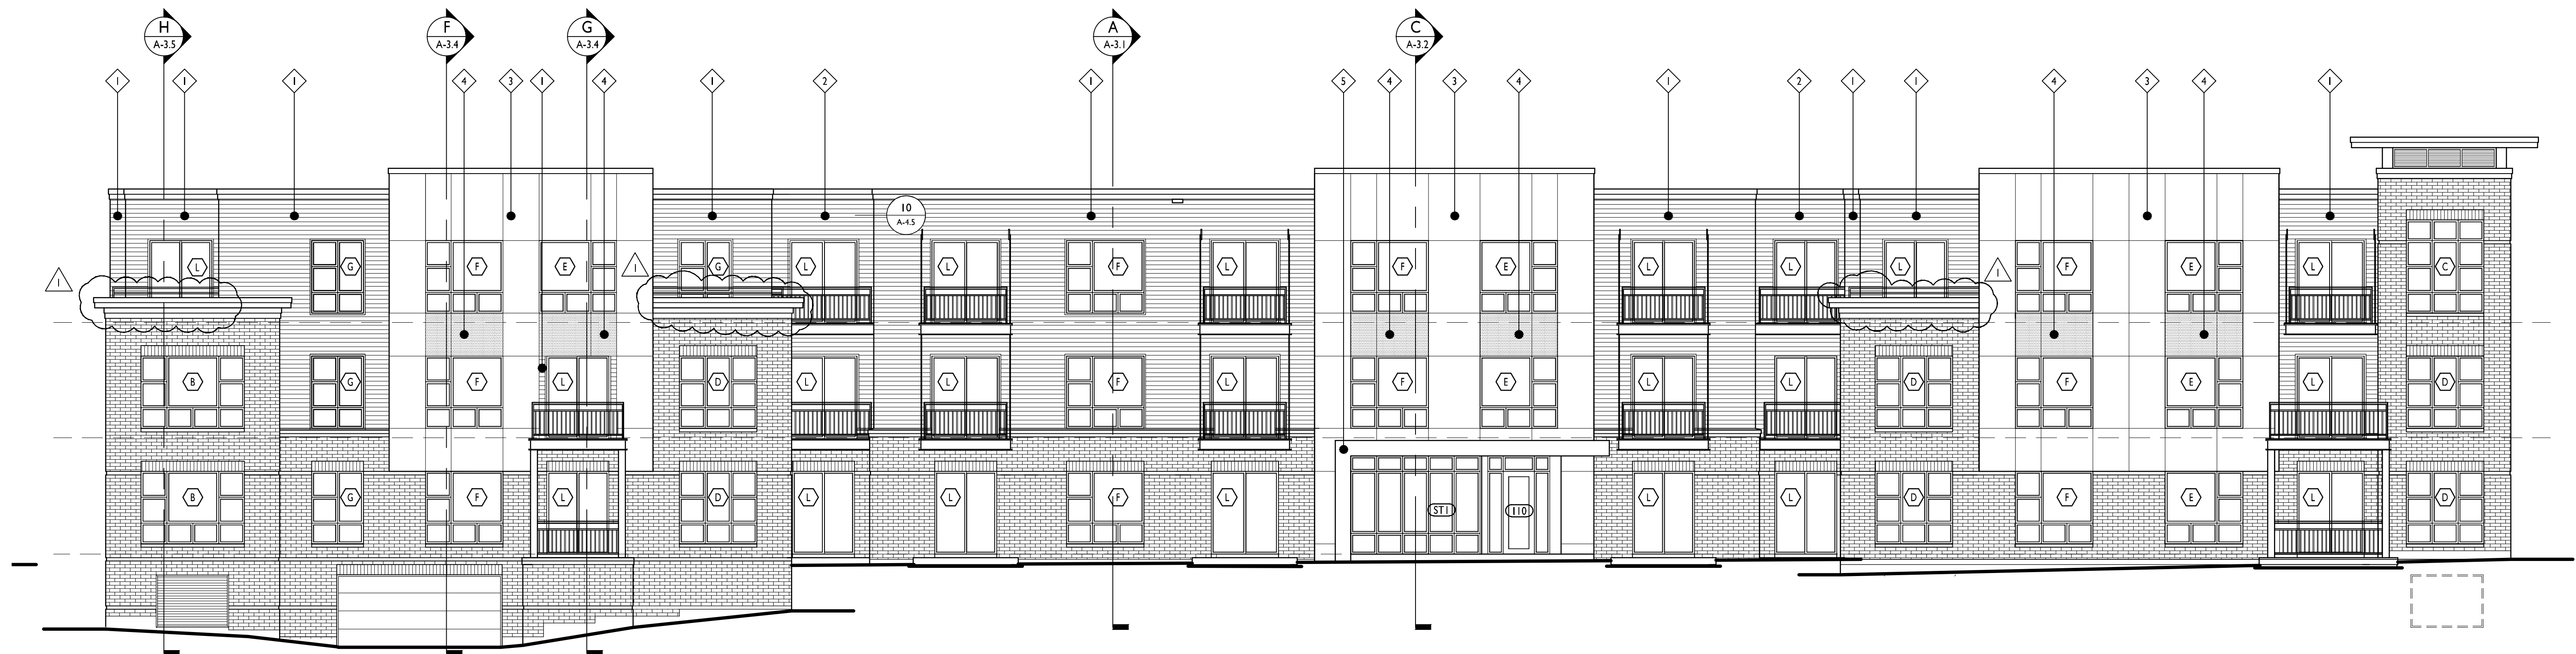 H
A-3.5
F
A-3.4
G
A-3.4
A
A-3.1
C
A-3.2
1 1 1 4 3 1 4 1 2 1 5 4 3 4 1 2 1 1 4 3 4 1
10
A-4.5
L G F E G L L F L F E L L L F E L C
1 1 1
B G F L D L L F L F E L L D F E L D
B G F L D L L F L L L D F E L D
ST1 110